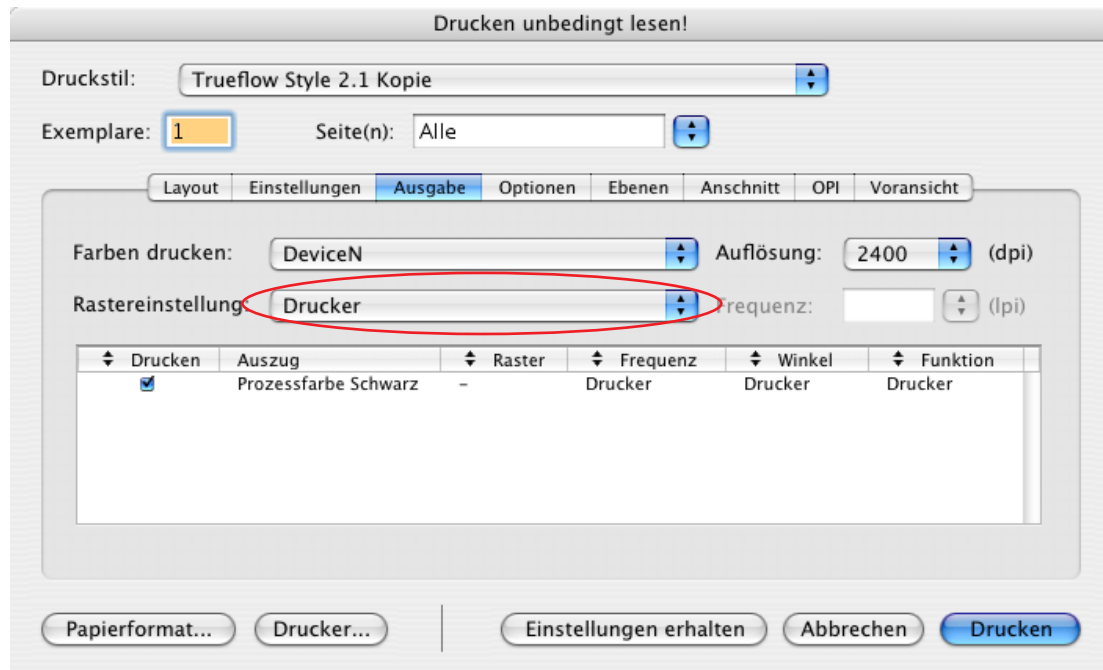 Drucken unbedingt lesen!
Druckstil: Trueflow Style 2.1 Kopie
Exemplare: 1 Seite(n): Alle
Layout Einstellungen Ausgabe Optionen Ebenen Anschnitt OPI Voransicht
Farben drucken: DeviceN Auflösung: 2400 (dpi)
Rastereinstellung: Drucker Frequenz: (lpi)
Drucken Auszug Raster Frequenz Winkel Funktion
Prozessfarbe Schwarz – Drucker Drucker Drucker
Papierformat... Drucker... Einstellungen erhalten Abbrechen Drucken